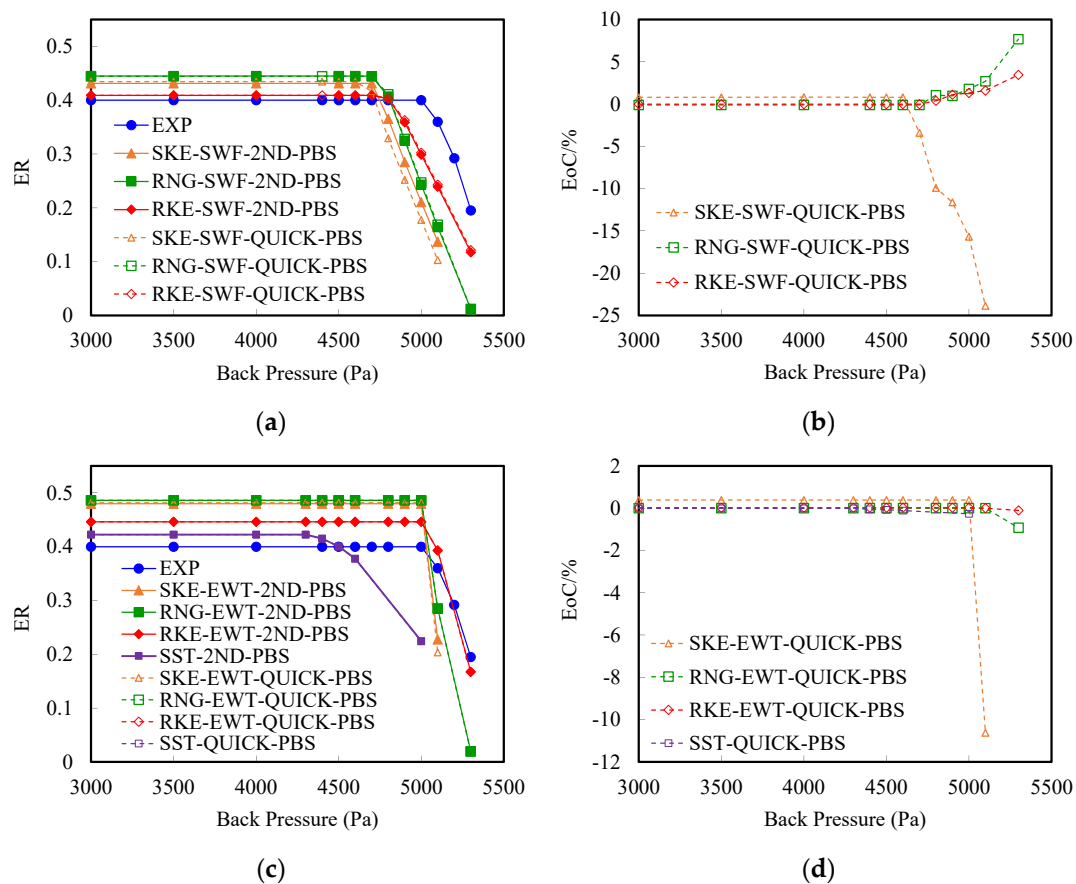 0.5
0.4
0.3
0.2
0.1
0
ER
EXP
SKE-SWF-2ND-PBS
RNG-SWF-2ND-PBS
RKE-SWF-2ND-PBS
SKE-SWF-QUICK-PBS
RNG-SWF-QUICK-PBS
RKE-SWF-QUICK-PBS
3000 3500 4000 4500 5000 5500
Back Pressure (Pa)
(a)
10
5
0
-5
-10
-15
-20
-25
EoC/%
SKE-SWF-QUICK-PBS
RNG-SWF-QUICK-PBS
RKE-SWF-QUICK-PBS
3000 3500 4000 4500 5000 5500
Back Pressure (Pa)
(b)
0.5
0.4
0.3
0.2
0.1
0
ER
EXP
SKE-EWT-2ND-PBS
RNG-EWT-2ND-PBS
RKE-EWT-2ND-PBS
SST-2ND-PBS
SKE-EWT-QUICK-PBS
RNG-EWT-QUICK-PBS
RKE-EWT-QUICK-PBS
SST-QUICK-PBS
3000 3500 4000 4500 5000 5500
Back Pressure (Pa)
(c)
2
0
-2
-4
-6
-8
-10
-12
EoC/%
SKE-EWT-QUICK-PBS
RNG-EWT-QUICK-PBS
RKE-EWT-QUICK-PBS
SST-QUICK-PBS
3000 3500 4000 4500 5000 5500
Back Pressure (Pa)
(d)